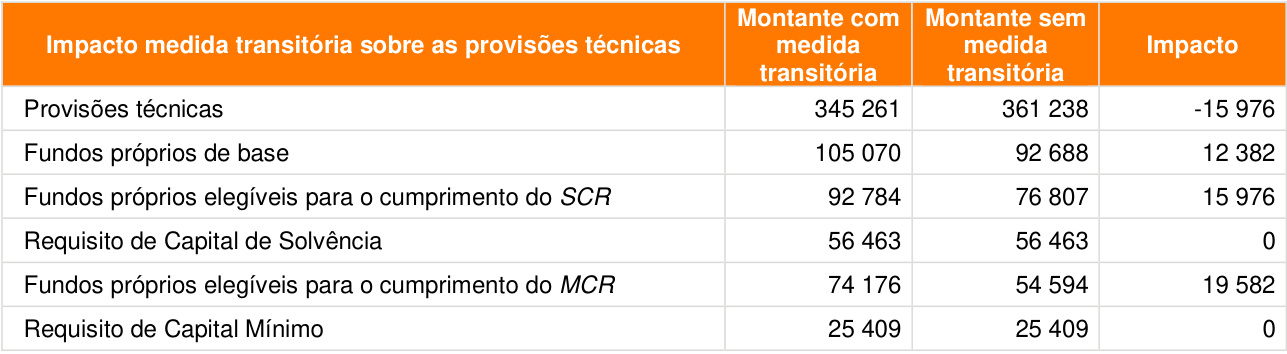 Impacto medida transitória sobre as provisões técnicas Montante com medida transitória Montante sem medida transitória Impacto
Provisões técnicas 345 261 361 238 -15 976
Fundos próprios de base 105 070 92 688 12 382
Fundos próprios elegíveis para o cumprimento do SCR 92 784 76 807 15 976
Requisito de Capital de Solvência 56 463 56 463 0
Fundos próprios elegíveis para o cumprimento do MCR 74 176 54 594 19 582
Requisito de Capital Mínimo 25 409 25 409 0